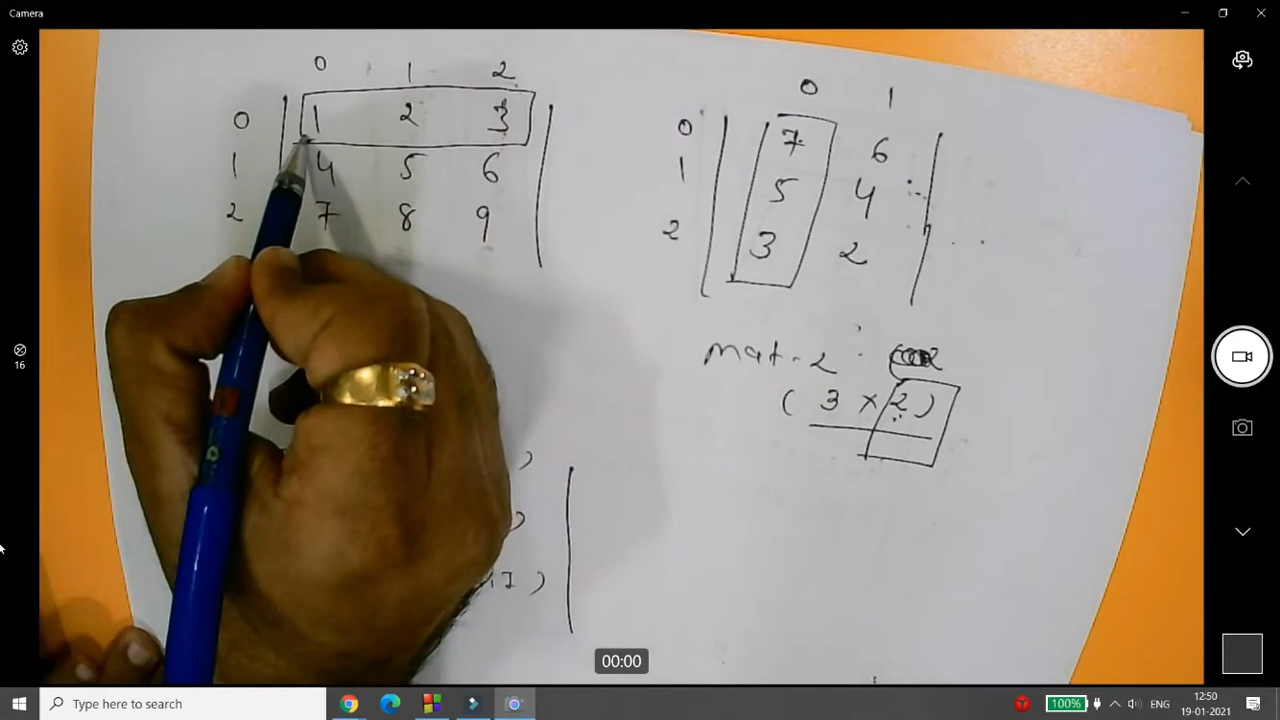 Camera
0 1 2
0 1 2 3
1 4 5 6
2 7 8 9
0 1
0 7 6
1 5 4
2 3 2
mat-2:
(3 x 2)
)
)
17)
16
00:00
Type here to search
100%
ENG
12:50
19-01-2021